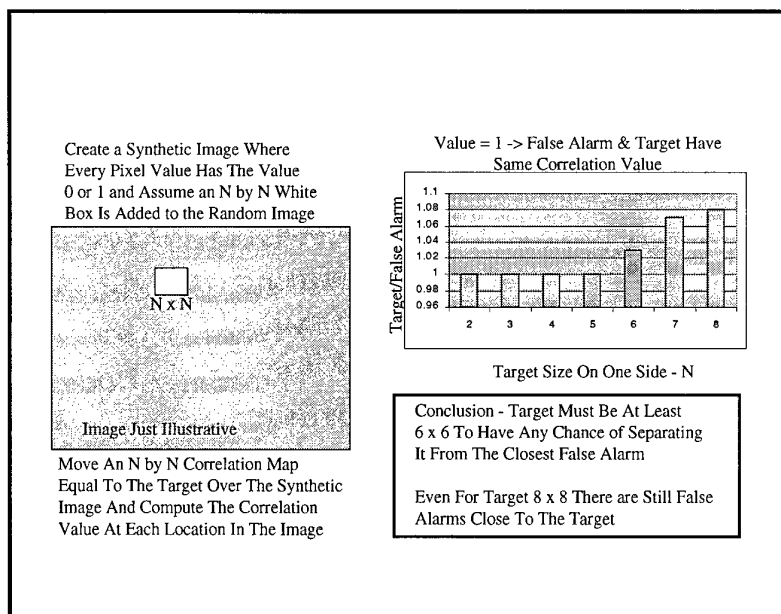 Create a Synthetic Image Where
Every Pixel Value Has The Value
0 or 1 and Assume an N by N White
Box Is Added to the Random Image
N x N
Image Just Illustrative
Move An N by N Correlation Map
Equal To The Target Over The Synthetic
Image And Compute The Correlation
Value At Each Location In The Image
Value = 1 -> False Alarm & Target Have
Same Correlation Value
Target/False Alarm
1.1
1.08
1.06
1.04
1.02
1
0.98
0.96
2 3 4 5 6 7 8
Target Size On One Side - N
Conclusion - Target Must Be At Least
6 x 6 To Have Any Chance of Separating
It From The Closest False Alarm
Even For Target 8 x 8 There are Still False
Alarms Close To The Target